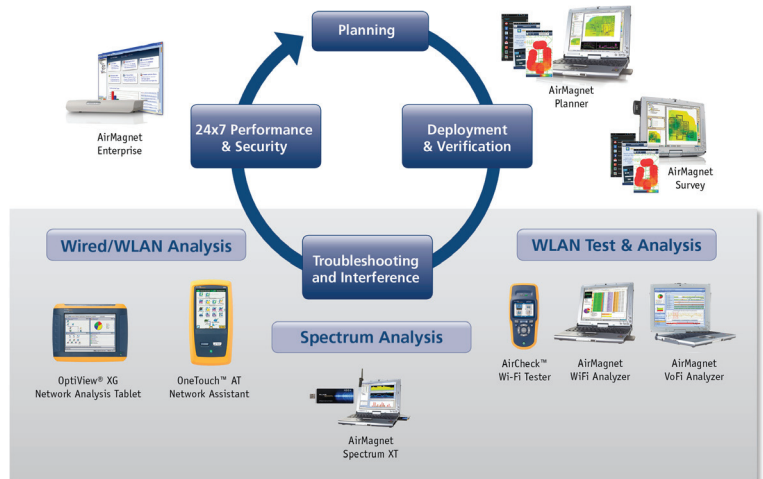 Planning
AirMagnet
Planner
AirMagnet
Enterprise
24x7 Performance
& Security
Deployment
& Verification
AirMagnet
Survey
Wired/WLAN Analysis
Troubleshooting
and Interference
WLAN Test & Analysis
Spectrum Analysis
OptiView® XG
Network Analysis Tablet
OneTouch™ AT
Network Assistant
AirCheck™
Wi-Fi Tester
AirMagnet
WiFi Analyzer
AirMagnet
VoFi Analyzer
AirMagnet
Spectrum XT